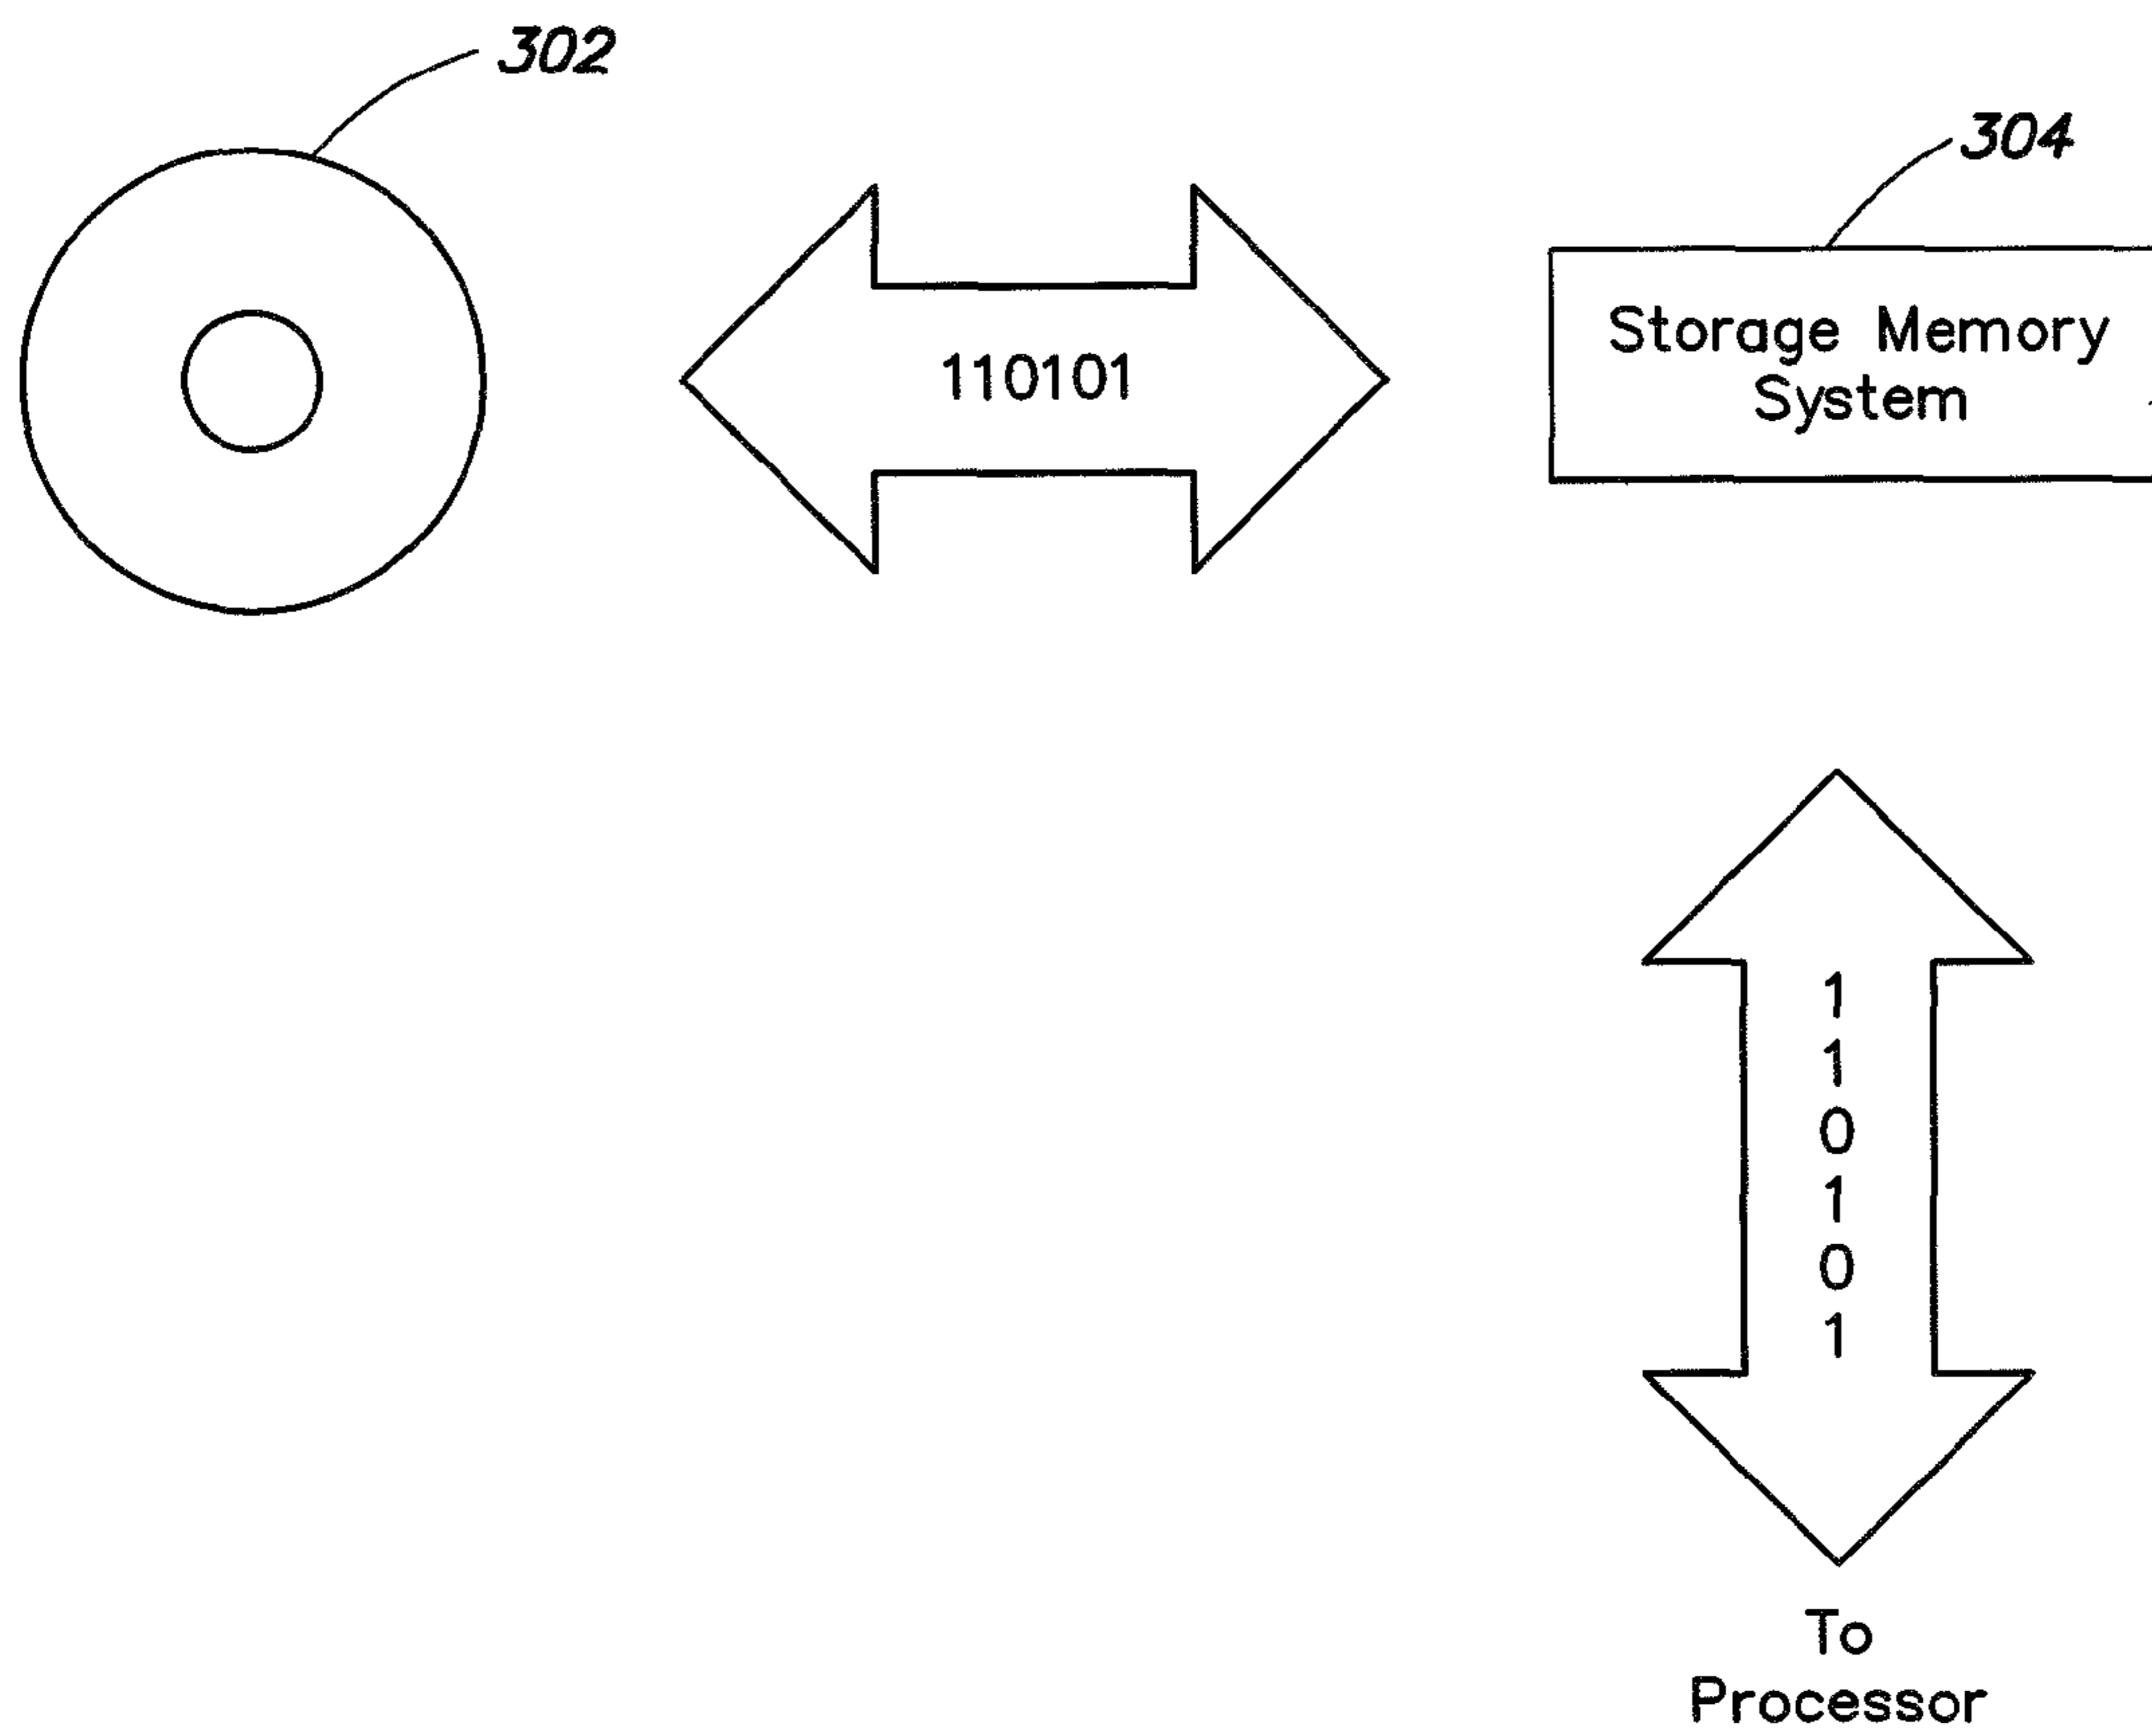 302
304
110101
Storage Memory
System
1
1
0
1
0
1
To
Processor